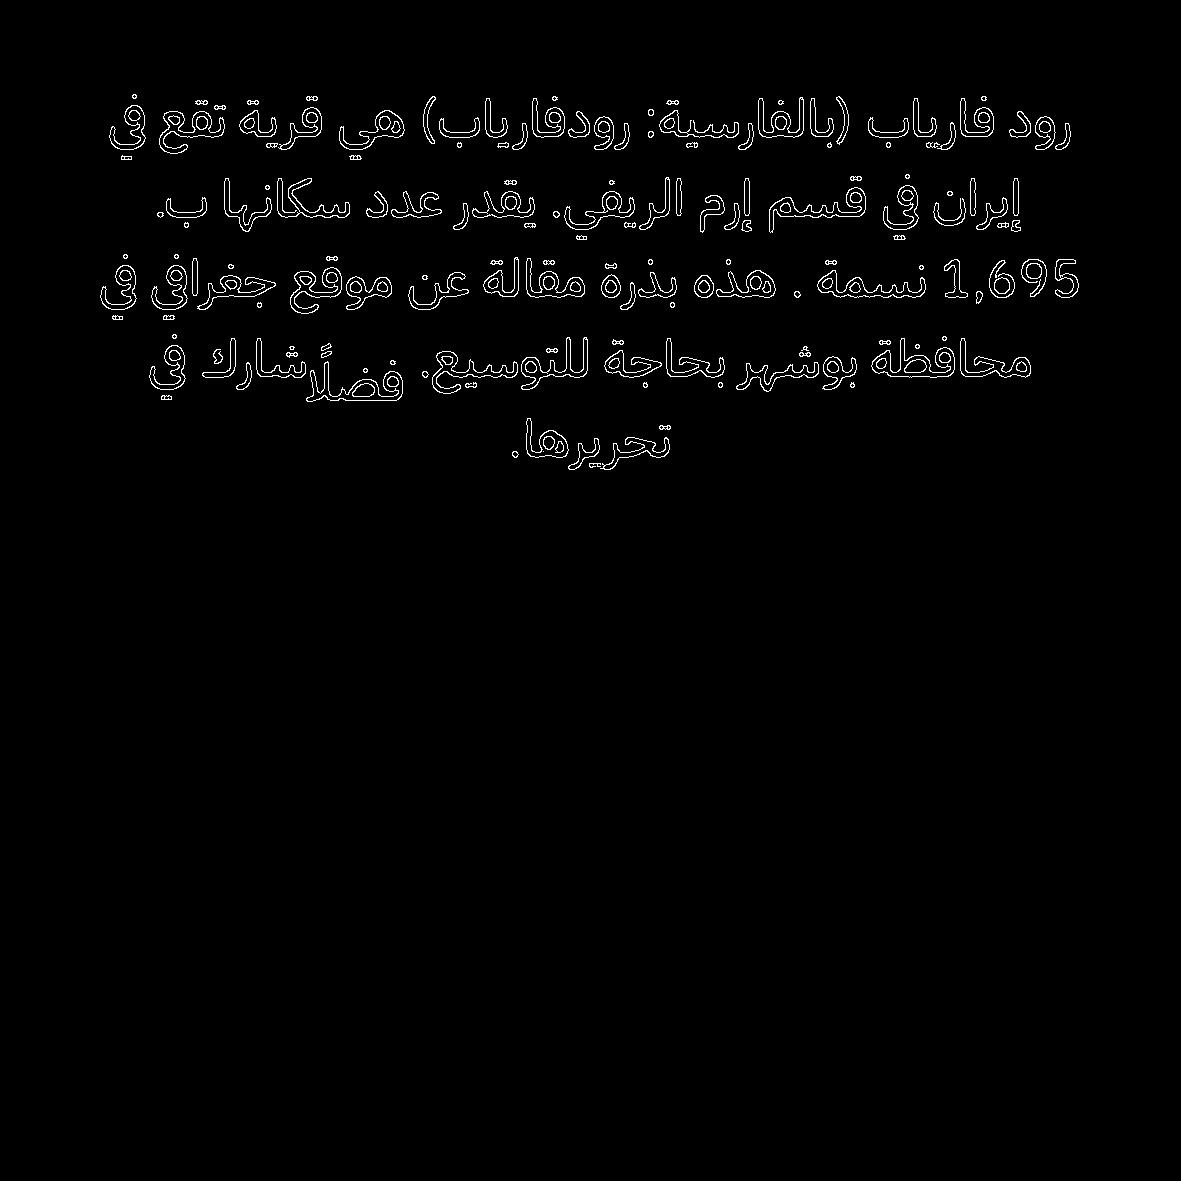 رود فارياب (بالفارسية: رودفارياب) هي قرية تقع في
إيران في قسم إرم الريفي. يقدر عدد سكانها ب.
1,695 نسمة . هذه بذرة مقالة عن موقع جغرافي في
محافظة بوشهر بحاجة للتوسيع. فضلًا شارك في
تحريرها.